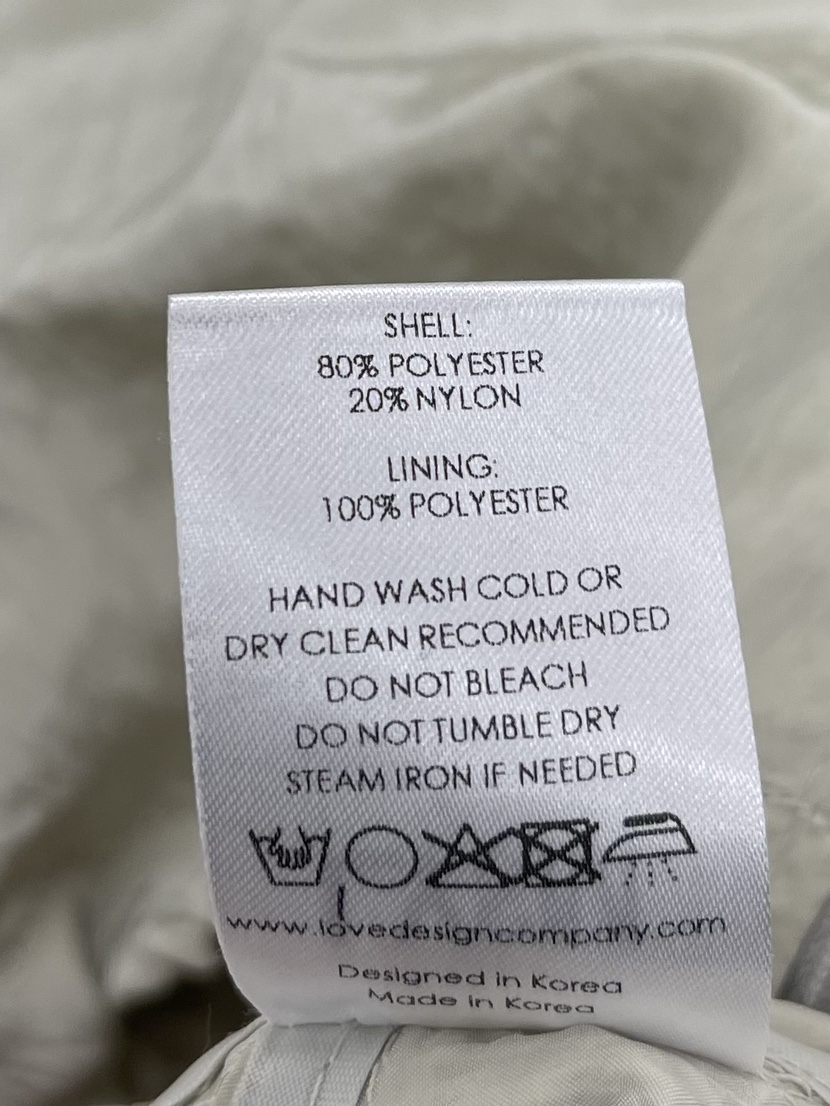 SHELL:
80% POLYESTER
20% NYLON
LINING:
100% POLYESTER
HAND WASH COLD OR
DRY CLEAN RECOMMENDED
DO NOT BLEACH
DO NOT TUMBLE DRY
STEAM IRON IF NEEDED
www.lovedesigncompany.com
Designed in Korea
Made in Korea